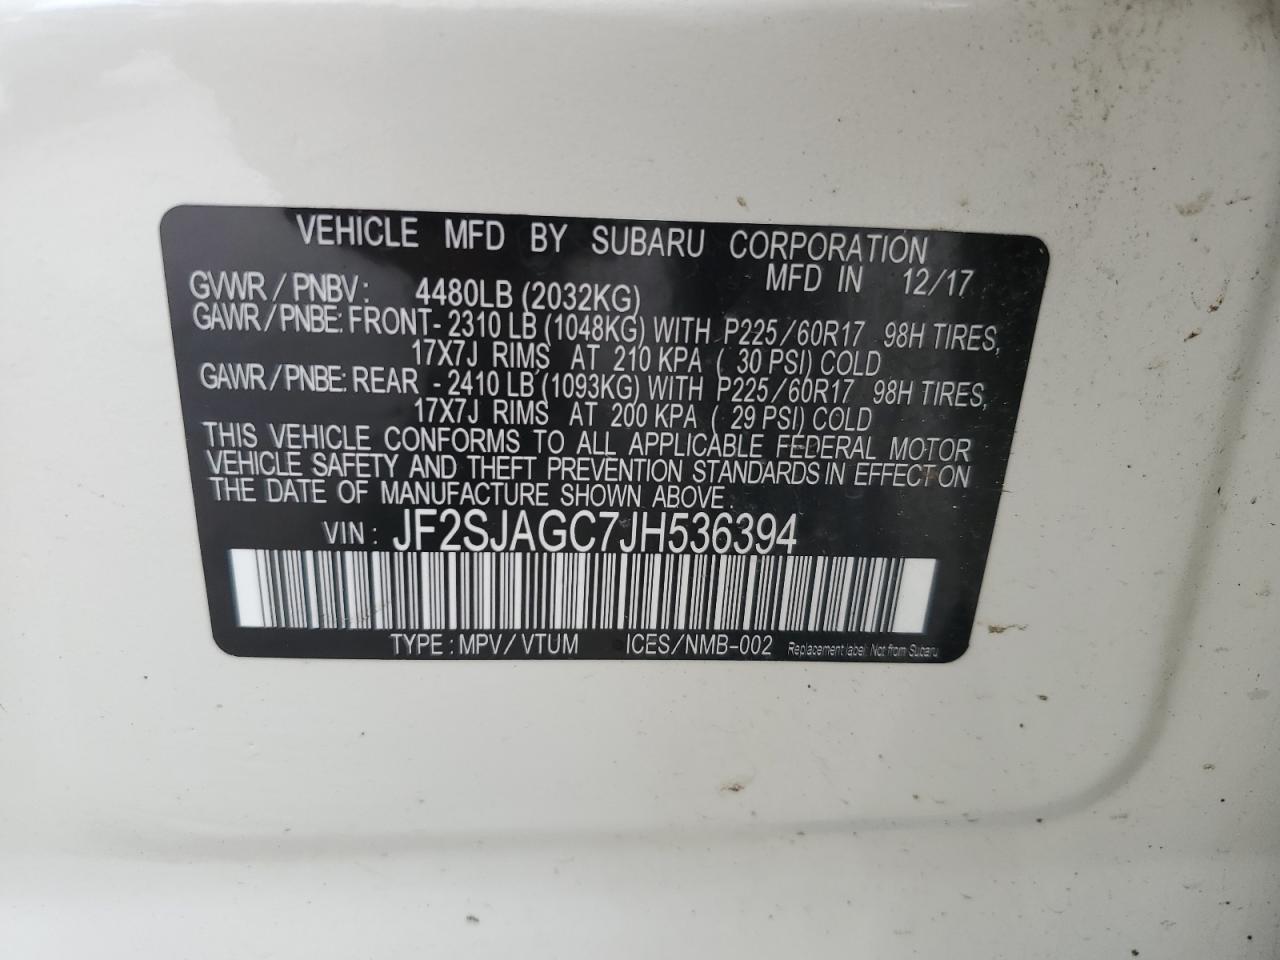 VEHICLE MFD BY SUBARU CORPORATION
MFD IN 12/17
GVWR / PNBV : 4480LB (2032KG)
GAWR/PNBE: FRONT- 2310 LB (1048KG) WITH P225/60R17 98H TIRES,
17X7J RIMS AT 210 KPA ( 30 PSI) COLD
GAWR/PNBE: REAR - 2410 LB (1093KG) WITH P225/60R17 98H TIRES,
17X7J RIMS AT 200 KPA ( 29 PSI) COLD
THIS VEHICLE CONFORMS TO ALL APPLICABLE FEDERAL MOTOR
VEHICLE SAFETY AND THEFT PREVENTION STANDARDS IN EFFECT ON
THE DATE OF MANUFACTURE SHOWN ABOVE.
VIN : JF2SJAGC7JH536394
TYPE : MPV/VTUM ICES/NMB-002 Replacement label. Not from Subaru.